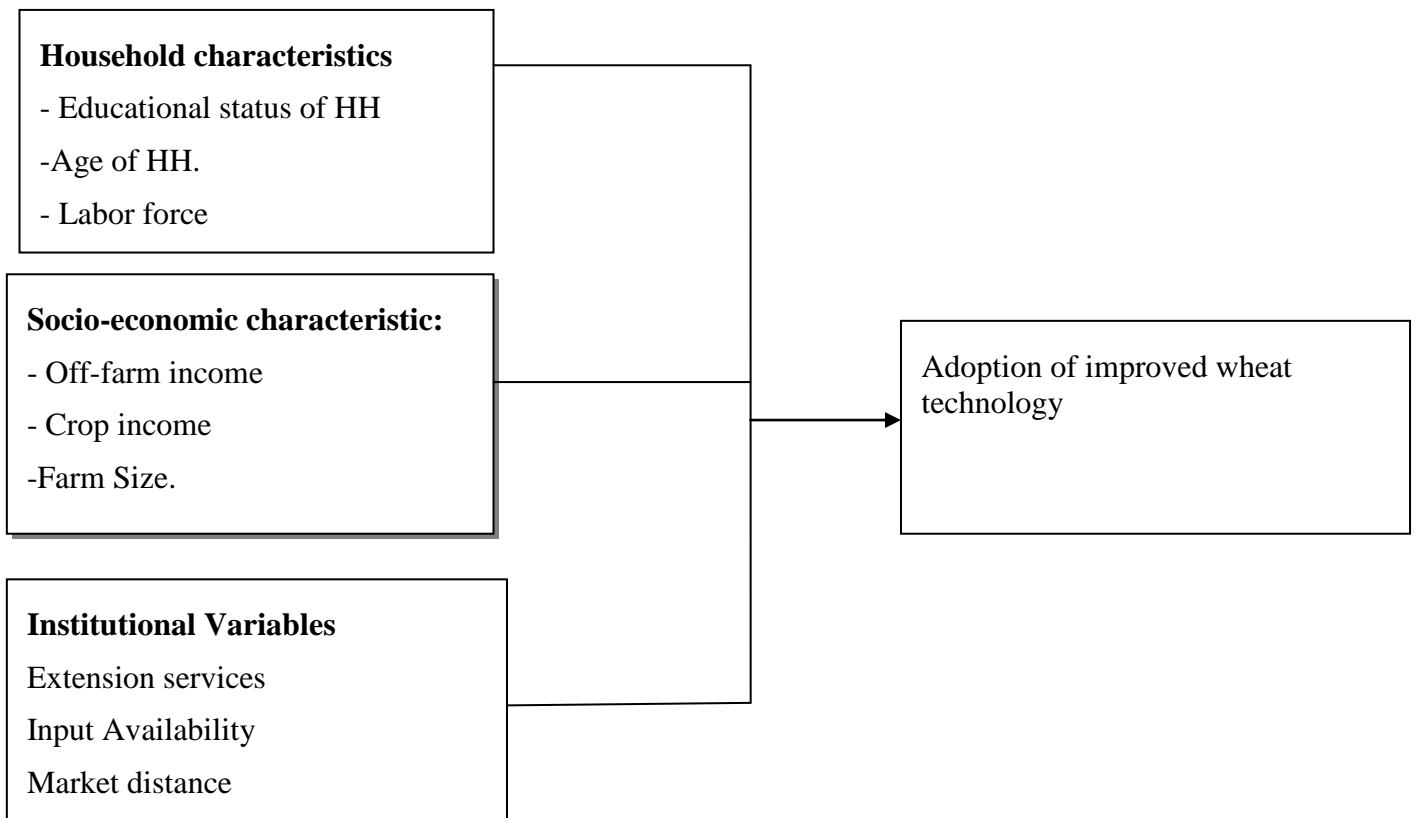 Household characteristics
- Educational status of HH
-Age of HH.
- Labor force
Socio-economic characteristic:
- Off-farm income
- Crop income
-Farm Size.
Institutional Variables
Extension services
Input Availability
Market distance
Adoption of improved wheat
technology